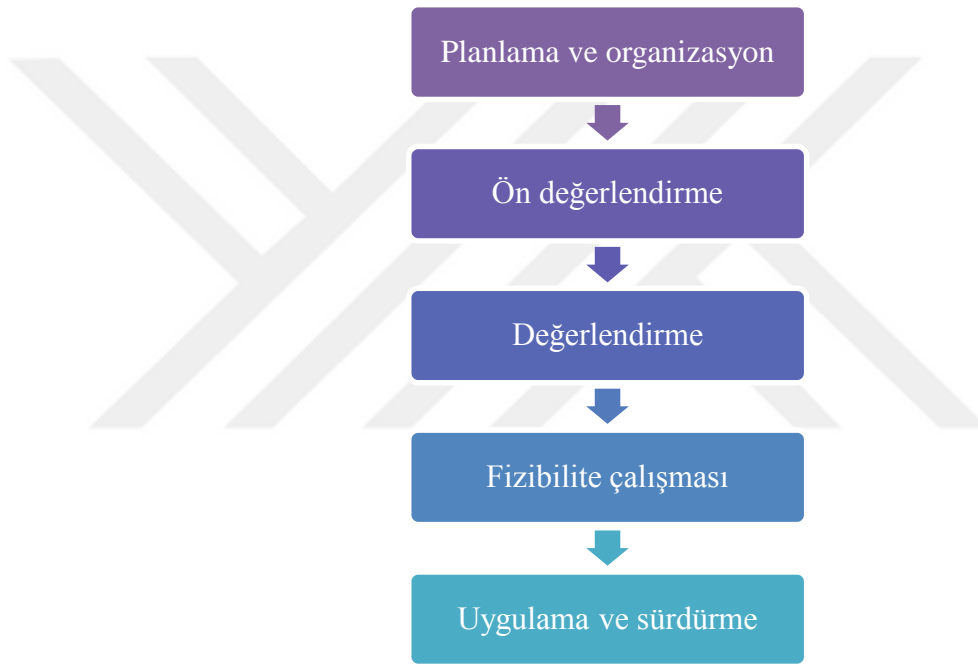 Planlama ve organizasyon
Ön değerlendirme
Değerlendirme
Fizibilite çalışması
Uygulama ve sürdürme